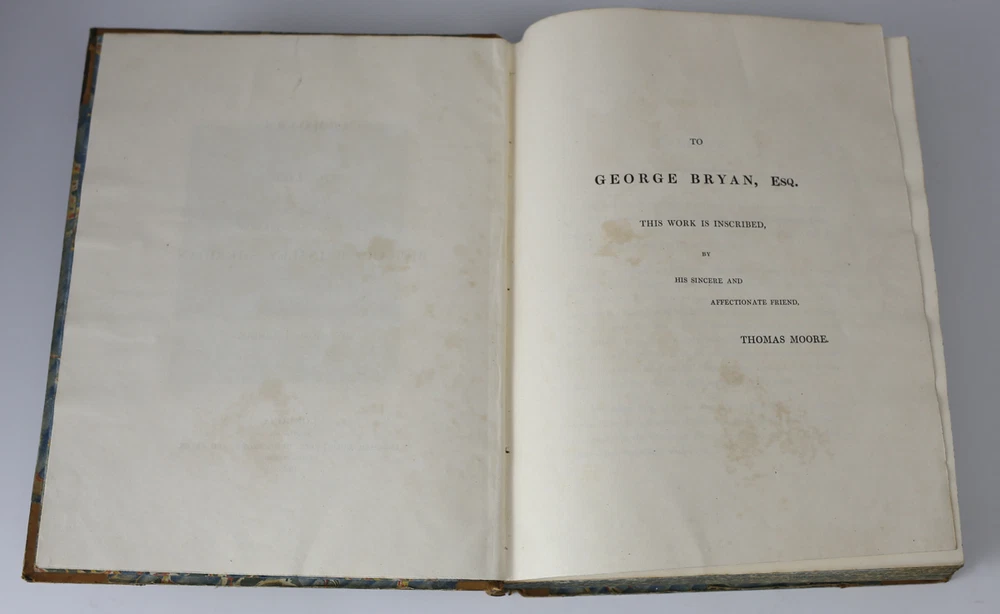 TO
GEORGE BRYAN, ESQ.
THIS WORK IS INSCRIBED,
BY
HIS SINCERE AND
AFFECTIONATE FRIEND,
THOMAS MOORE.